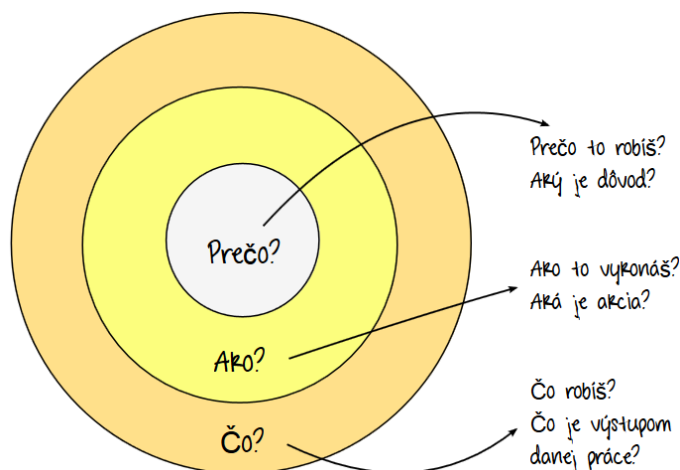 Prečo?
Ako?
Čo?
Prečo to robíš?
Aký je dôvod?
Ako to vykonáš?
Aká je akcia?
Čo robíš?
Čo je výstupom
danej práce?